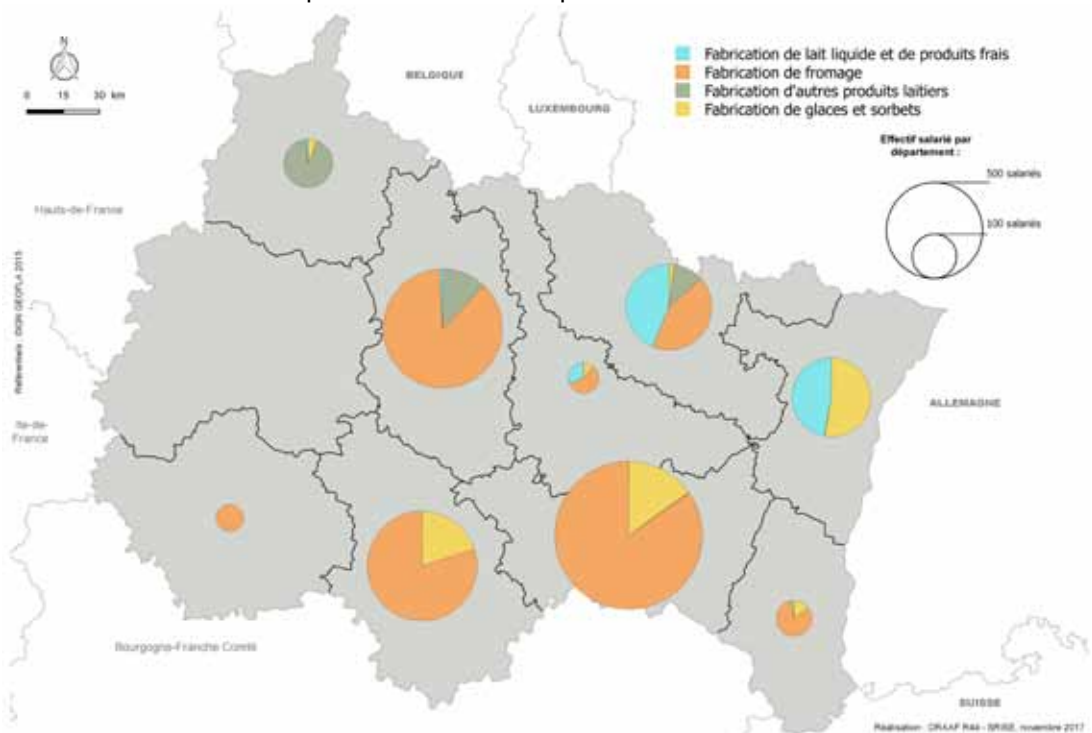 N
0 15 30 km
BELGIQUE
LUXEMBOURG
Fabrication de lait liquide et de produits frais
Fabrication de fromage
Fabrication d'autres produits laitiers
Fabrication de glaces et sorbets
Effectif salarié par
département :
500 salariés
100 salariés
Hauts-de-France
Ile-de-
France
ALLEMAGNE
Bourgogne-Franche Comté
SUISSE
Réalisation : DRAAF novembre 2017